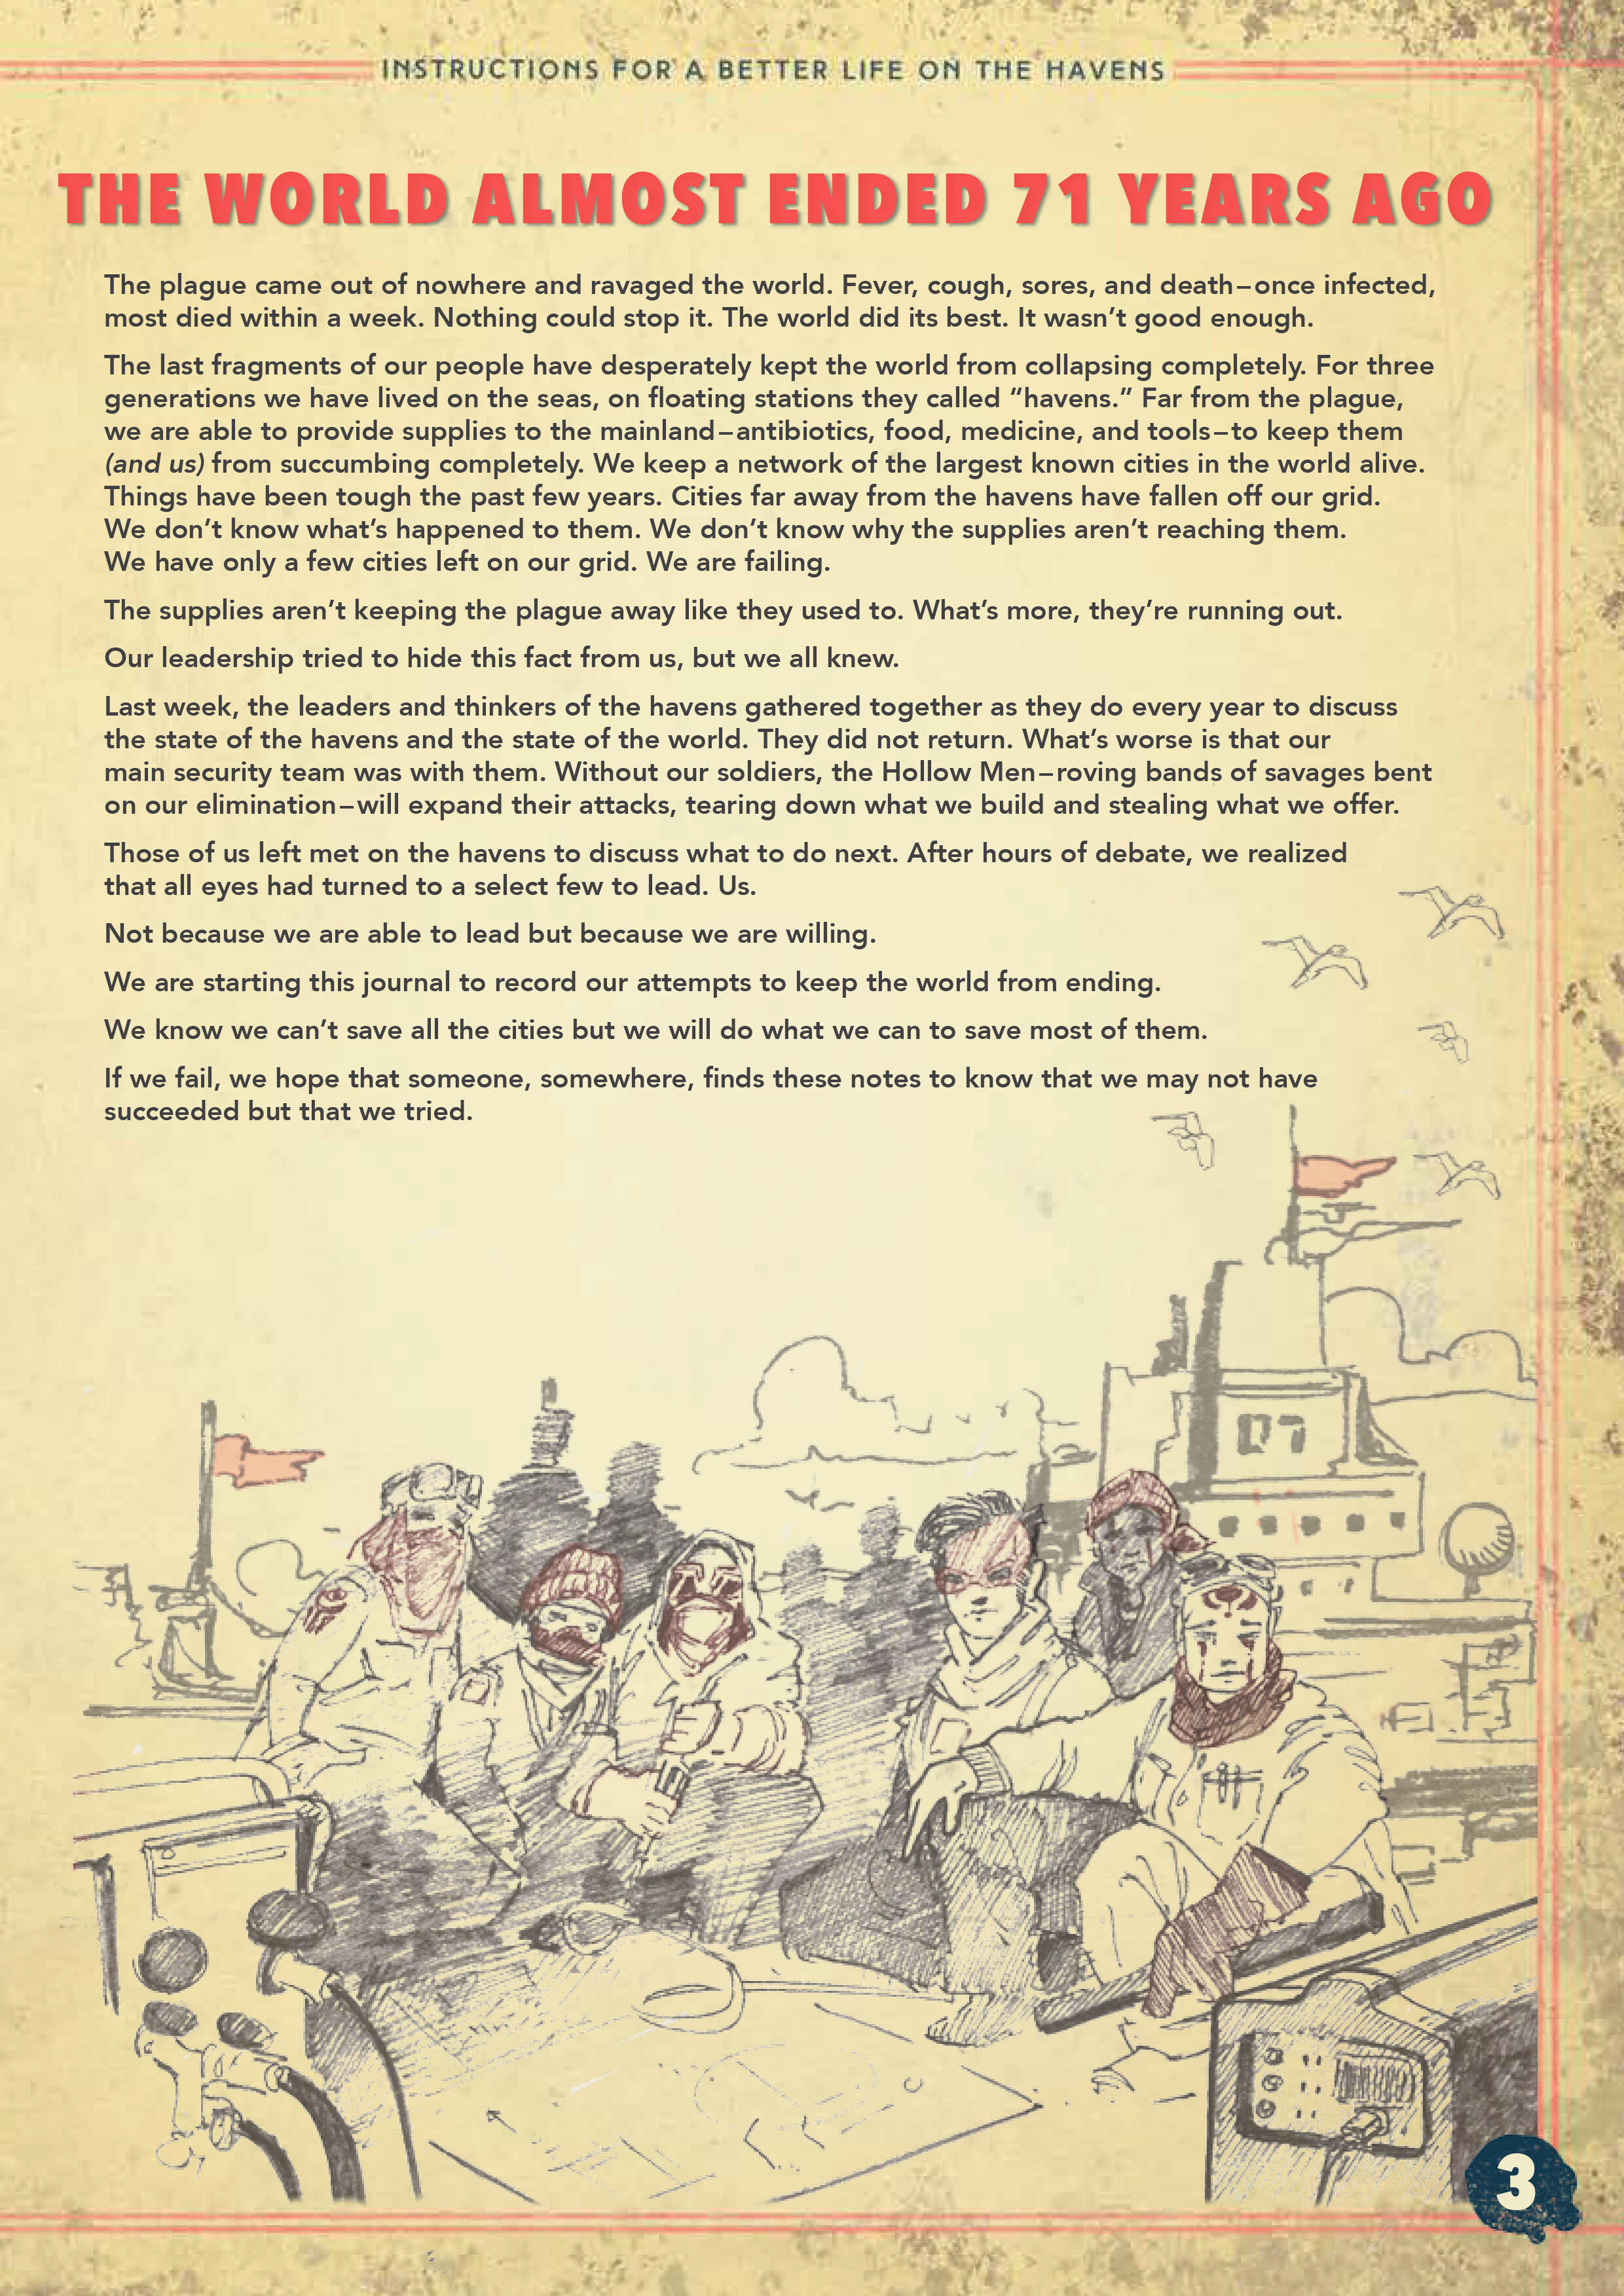 INSTRUCTIONS FOR A BETTER LIFE ON THE HAVENS
THE WORLD ALMOST ENDED 71 YEARS AGO
The plague came out of nowhere and ravaged the world. Fever, cough, sores, and death–once infected,
most died within a week. Nothing could stop it. The world did its best. It wasn’t good enough.
The last fragments of our people have desperately kept the world from collapsing completely. For three
generations we have lived on the seas, on floating stations they called “havens.” Far from the plague,
we are able to provide supplies to the mainland–antibiotics, food, medicine, and tools–to keep them
(and us) from succumbing completely. We keep a network of the largest known cities in the world alive.
Things have been tough the past few years. Cities far away from the havens have fallen off our grid.
We don’t know what’s happened to them. We don’t know why the supplies aren’t reaching them.
We have only a few cities left on our grid. We are failing.
The supplies aren’t keeping the plague away like they used to. What’s more, they’re running out.
Our leadership tried to hide this fact from us, but we all knew.
Last week, the leaders and thinkers of the havens gathered together as they do every year to discuss
the state of the havens and the state of the world. They did not return. What’s worse is that our
main security team was with them. Without our soldiers, the Hollow Men–roving bands of savages bent
on our elimination–will expand their attacks, tearing down what we build and stealing what we offer.
Those of us left met on the havens to discuss what to do next. After hours of debate, we realized
that all eyes had turned to a select few to lead. Us.
Not because we are able to lead but because we are willing.
We are starting this journal to record our attempts to keep the world from ending.
We know we can’t save all the cities but we will do what we can to save most of them.
If we fail, we hope that someone, somewhere, finds these notes to know that we may not have
succeeded but that we tried.
07
3